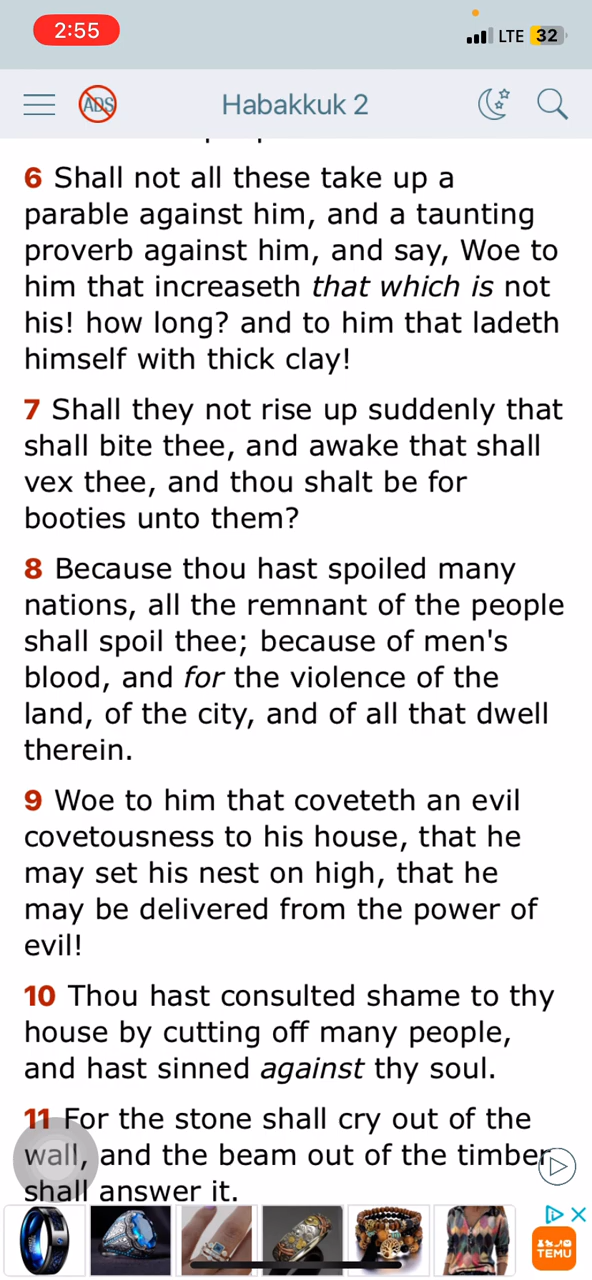 2:55
LTE 32
ADS
Habakkuk 2
6 Shall not all these take up a
parable against him, and a taunting
proverb against him, and say, Woe to
him that increaseth that which is not
his! how long? and to him that ladeth
himself with thick clay!
7 Shall they not rise up suddenly that
shall bite thee, and awake that shall
vex thee, and thou shalt be for
booties unto them?
8 Because thou hast spoiled many
nations, all the remnant of the people
shall spoil thee; because of men's
blood, and for the violence of the
land, of the city, and of all that dwell
therein.
9 Woe to him that coveteth an evil
covetousness to his house, that he
may set his nest on high, that he
may be delivered from the power of
evil!
10 Thou hast consulted shame to thy
house by cutting off many people,
and hast sinned against thy soul.
11 For the stone shall cry out of the
wall, and the beam out of the timber
shall answer it.
TEMU